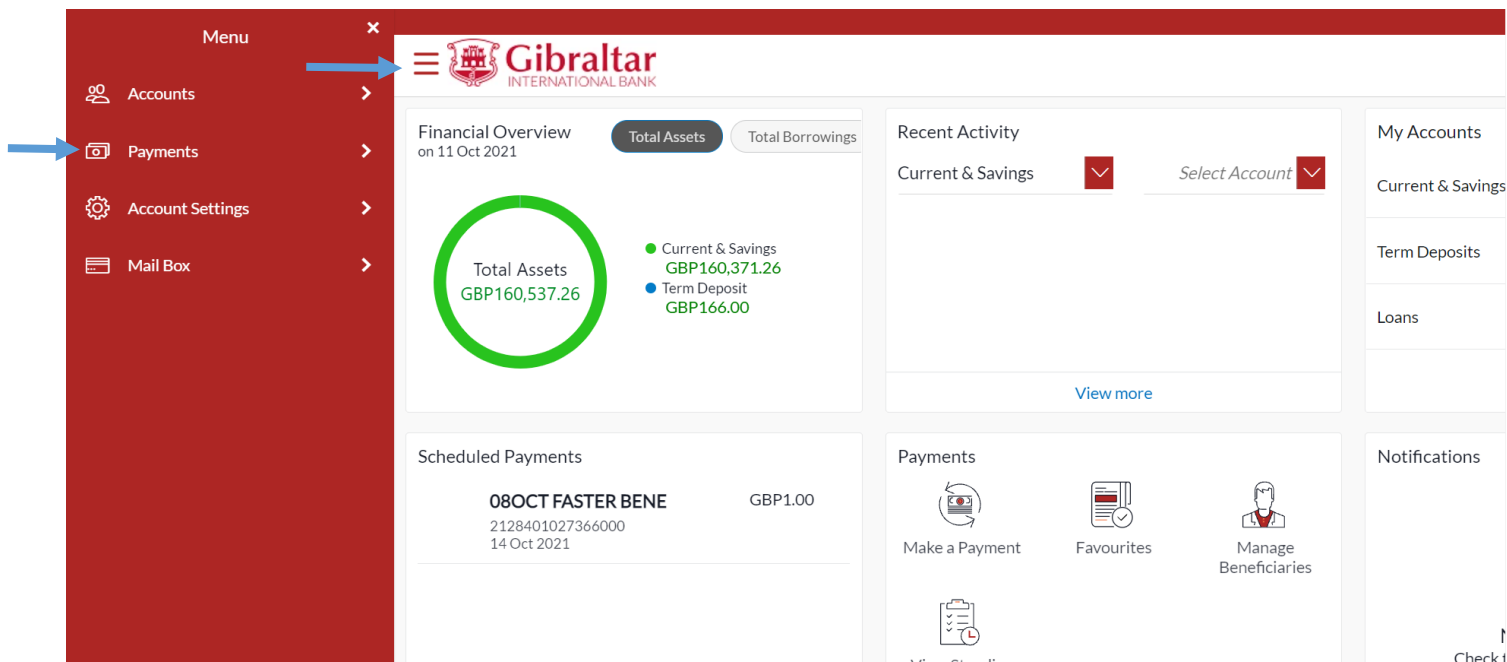 Menu
×
Accounts
Payments
Account Settings
Mail Box
Gibraltar
INTERNATIONAL BANK
Financial Overview
on 11 Oct 2021
Total Assets
Total Borrowings
Total Assets
GBP160,537.26
Current & Savings
GBP160,371.26
Term Deposit
GBP166.00
Recent Activity
Current & Savings
Select Account
View more
My Accounts
Current & Savings
Term Deposits
Loans
Scheduled Payments
08OCT FASTER BENE GBP1.00
2128401027366000
14 Oct 2021
Payments
Make a Payment
Favourites
Manage
Beneficiaries
Notifications
Check